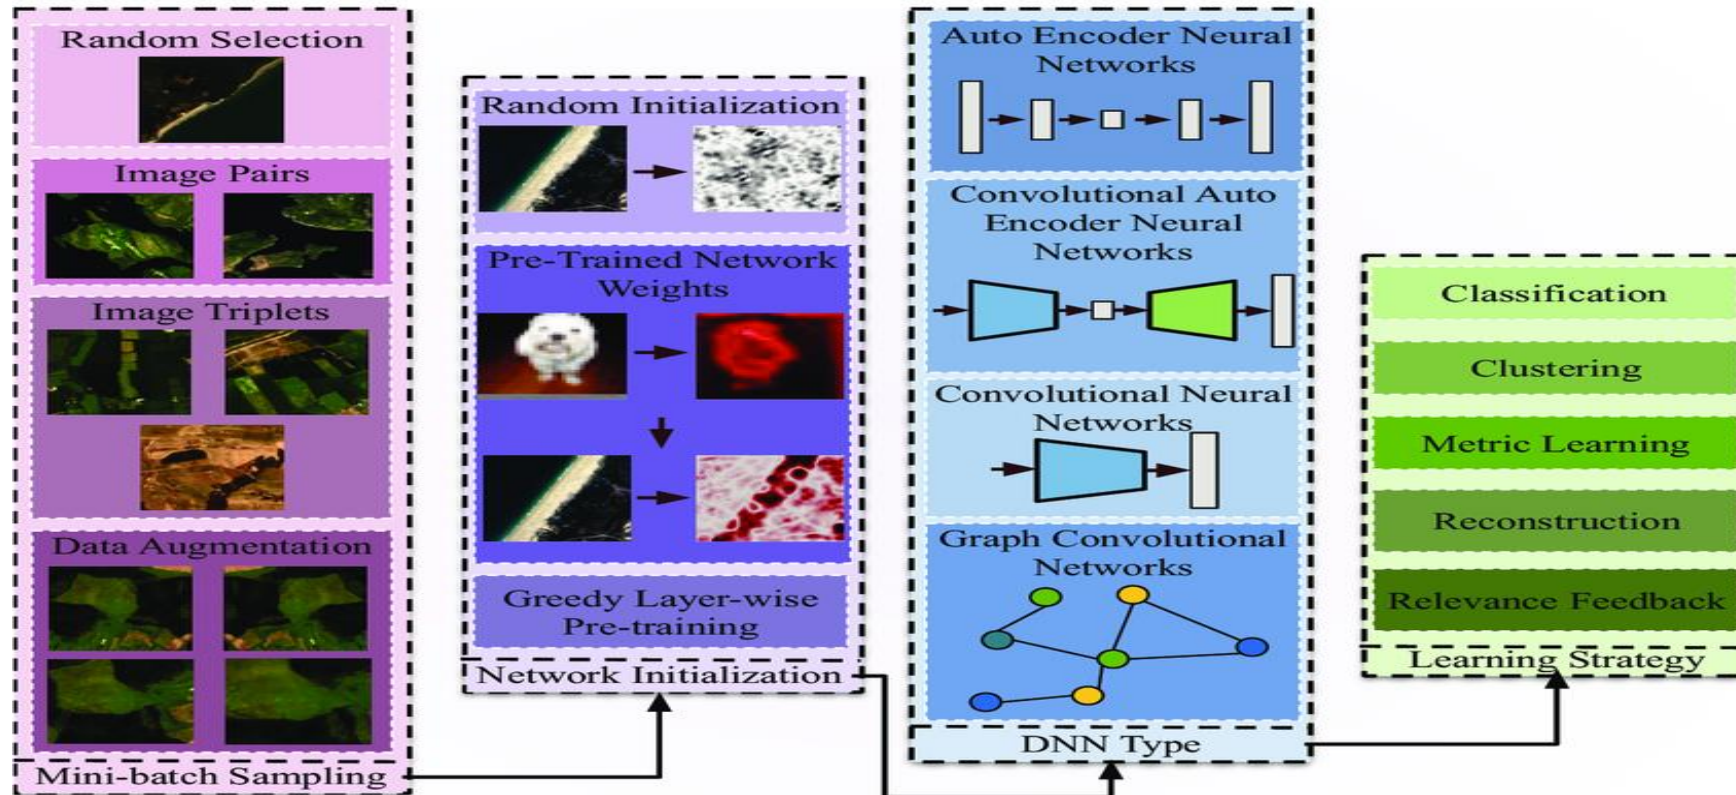 Random Selection
Image Pairs
Image Triplets
Data Augmentation
Mini-batch Sampling
Random Initialization
Pre-Trained Network
Weights
Greedy Layer-wise
Pre-training
Network Initialization
Auto Encoder Neural
Networks
Convolutional Auto
Encoder Neural
Networks
Convolutional Neural
Networks
Graph Convolutional
Networks
DNN Type
Classification
Clustering
Metric Learning
Reconstruction
Relevance Feedback
Learning Strategy